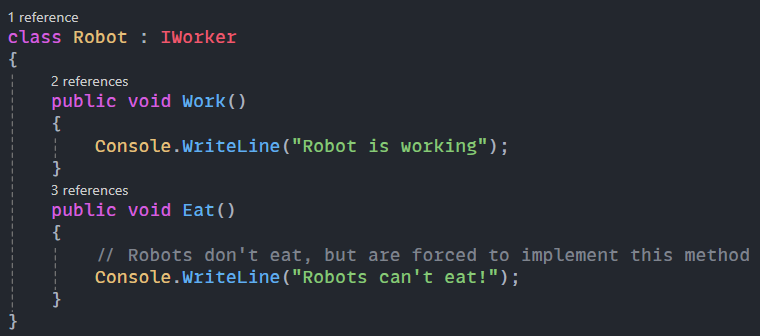 1 reference
class Robot : IWorker
{
2 references
public void Work()
{
Console.WriteLine("Robot is working");
}
3 references
public void Eat()
{
// Robots don't eat, but are forced to implement this method
Console.WriteLine("Robots can't eat!");
}
}